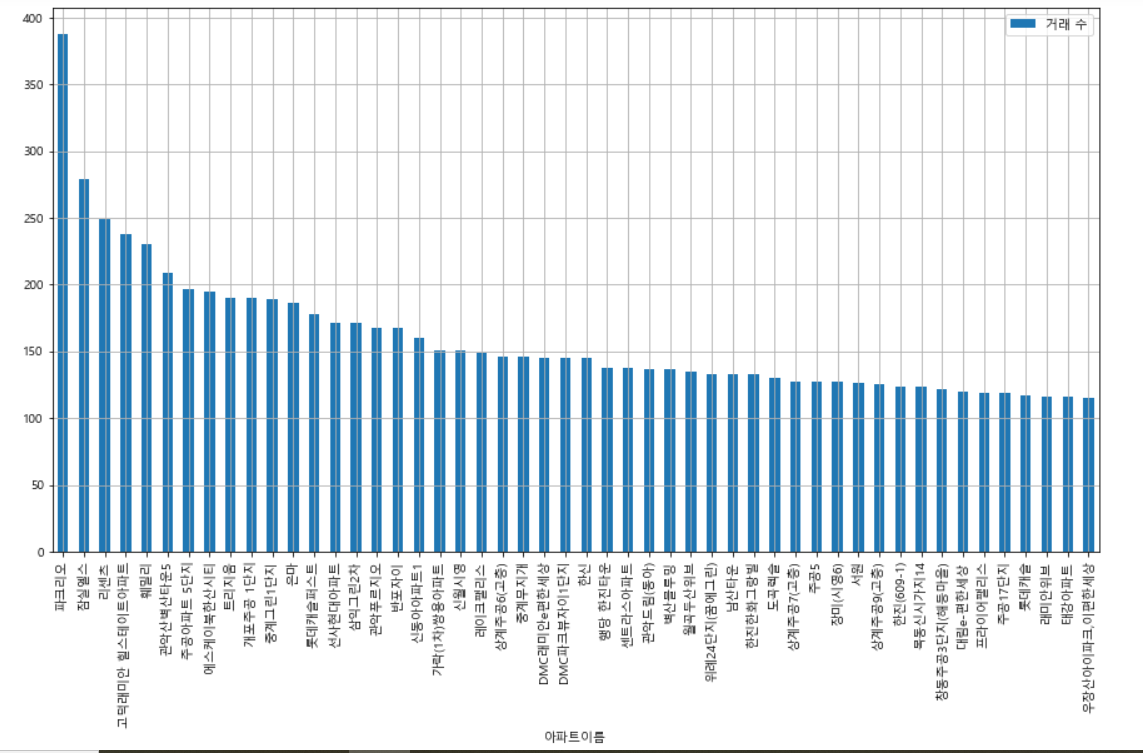 400
350
300
250
200
150
100
50
0
거래 수
파크리오
잠실엘스
리센츠
고덕래미안 힐스테이트아파트
훼밀리
관악산벽산타운5
주공아파트 5단지
에스케이북한산시티
트리지움
개포주공 1단지
중계그린1단지
은마
롯데캐슬퍼스트
선사현대아파트
삼익그린2차
관악푸르지오
반포자이
신동아아파트1
가락(1차)쌍용아파트
신월시영
레이크팰리스
상계주공6(고층)
중계무지개
DMC래미안e편한세상
DMC파크뷰자이1단지
한신
행당 한진타운
센트라스아파트
관악드림(동아)
벽산블루밍
월곡두산위브
위례24단지(꿈에그린)
남산타운
한진한화그랑빌
도곡렉슬
상계주공7(고층)
주공5
장미(시영6)
서원
상계주공9(고층)
한진(609-1)
목동신시가지14
창동주공3단지(해등마을)
대림e-편한세상
프라이어팰리스
주공17단지
롯데캐슬
래미안위브
태강아파트
우장산아이파크,이편한세상
아파트이름